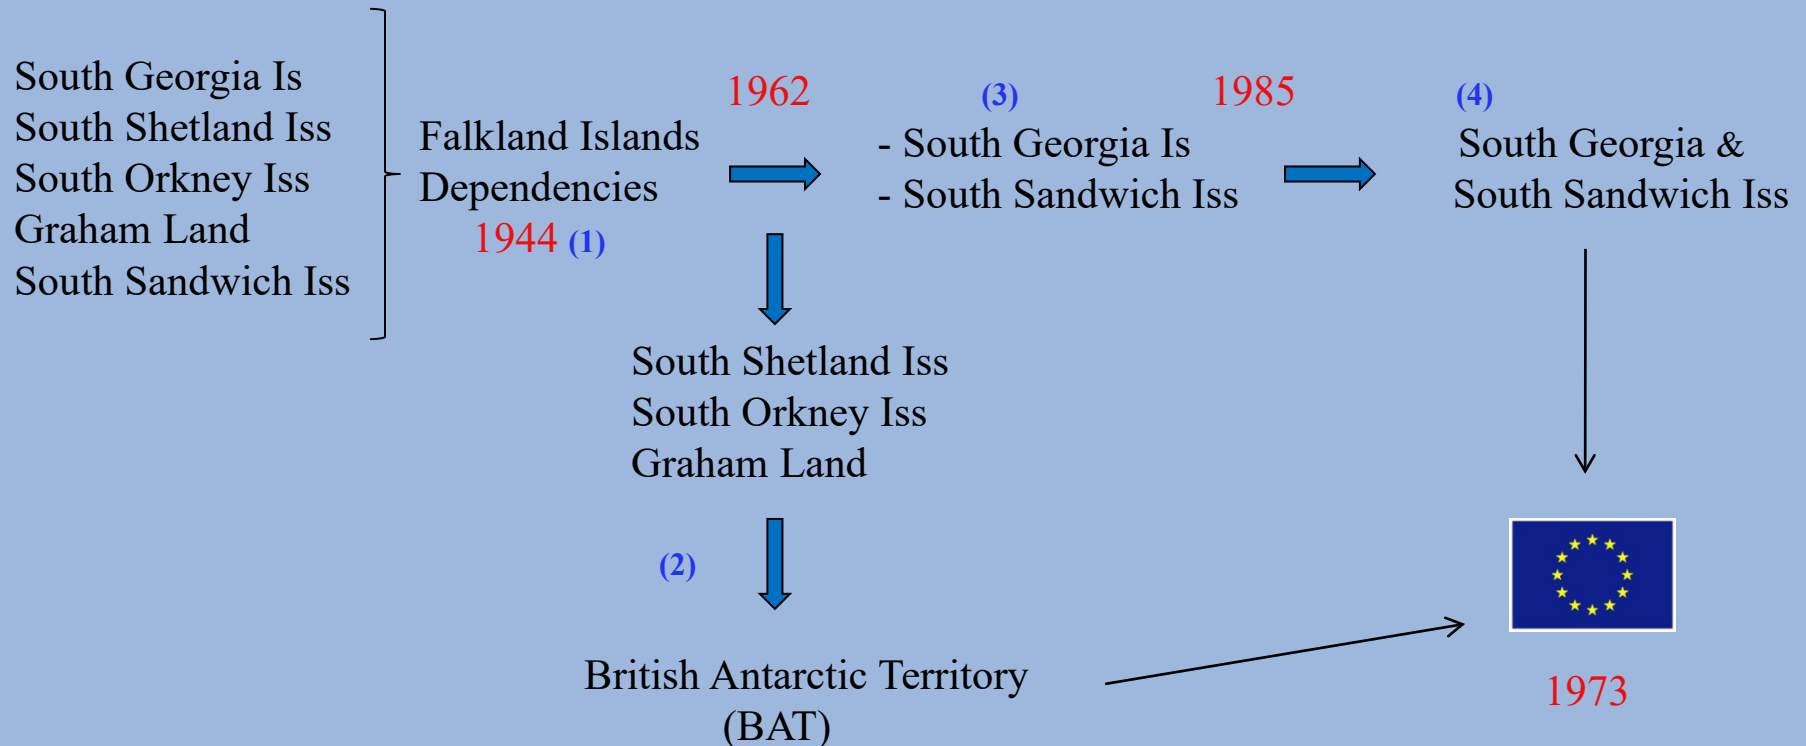 South Georgia Is
South Shetland Iss
South Orkney Iss
Graham Land
South Sandwich Iss
Falkland Islands
Dependencies
1944 (1)
1962
(3)
- South Georgia Is
- South Sandwich Iss
1985
(4)
South Georgia &
South Sandwich Iss
South Shetland Iss
South Orkney Iss
Graham Land
(2)
British Antarctic Territory
(BAT)
1973